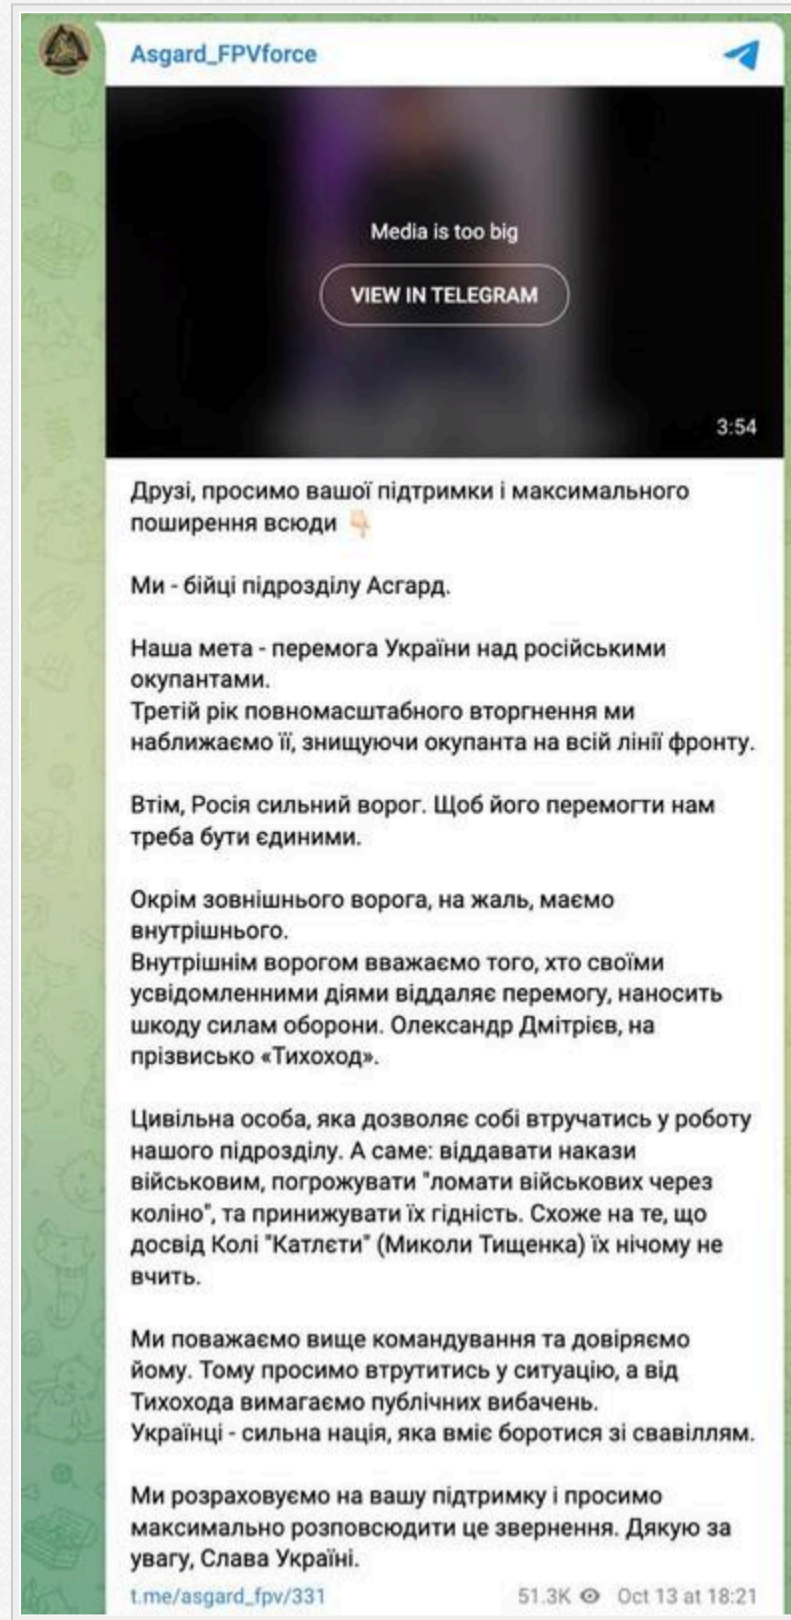 Asgard_FPVforce
Media is too big
VIEW IN TELEGRAM
3:54
Друзі, просимо вашої підтримки і максимального
поширення всюди 👇🏻
Ми - бійці підрозділу Асгард.
Наша мета - перемога України над російськими
окупантами.
Третій рік повномасштабного вторгнення ми
наближаємо її, знищуючи окупанта на всій лінії фронту.
Втім, Росія сильний ворог. Щоб його перемогти нам
треба бути єдиними.
Окрім зовнішнього ворога, на жаль, маємо
внутрішнього.
Внутрішнім ворогом вважаємо того, хто своїми
усвідомленними діями віддаляє перемогу, наносить
шкоду силам оборони. Олександр Дмітрієв, на
прізвисько «Тихоход».
Цивільна особа, яка дозволяє собі втручатись у роботу
нашого підрозділу. А саме: віддавати накази
військовим, погрожувати "ломати військових через
коліно", та принижувати їх гідність. Схоже на те, що
досвід Колі "Катлєти" (Миколи Тищенка) їх нічому не
вчить.
Ми поважаємо вище командування та довіряємо
йому. Тому просимо втрутитись у ситуацію, а від
Тихохода вимагаємо публічних вибачень.
Українці - сильна нація, яка вміє боротися зі свавіллям.
Ми розраховуємо на вашу підтримку і просимо
максимально розповсюдити це звернення. Дякую за
увагу, Слава Україні.
t.me/asgard_fpv/331 51.3K Oct 13 at 18:21